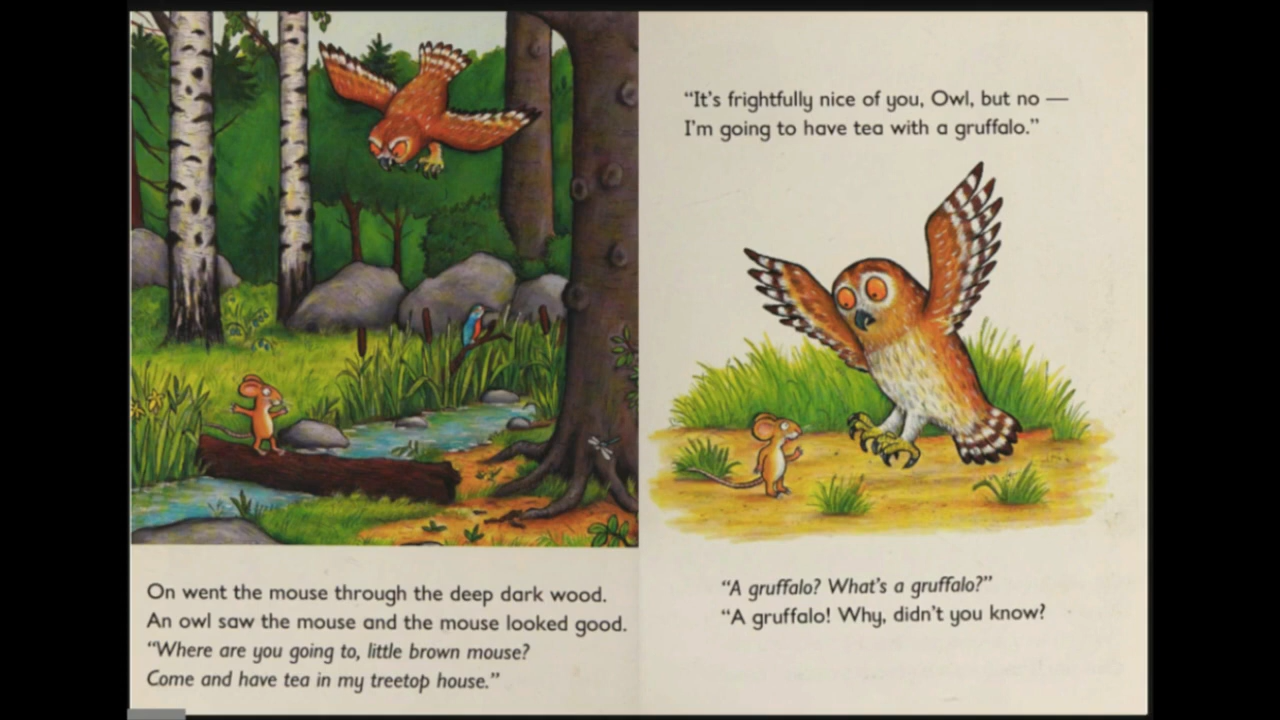 On went the mouse through the deep dark wood.
An owl saw the mouse and the mouse looked good.
“Where are you going to, little brown mouse?
Come and have tea in my treetop house.”
“It’s frightfully nice of you, Owl, but no —
I’m going to have tea with a gruffalo.”
“A gruffalo? What’s a gruffalo?”
“A gruffalo! Why, didn’t you know?